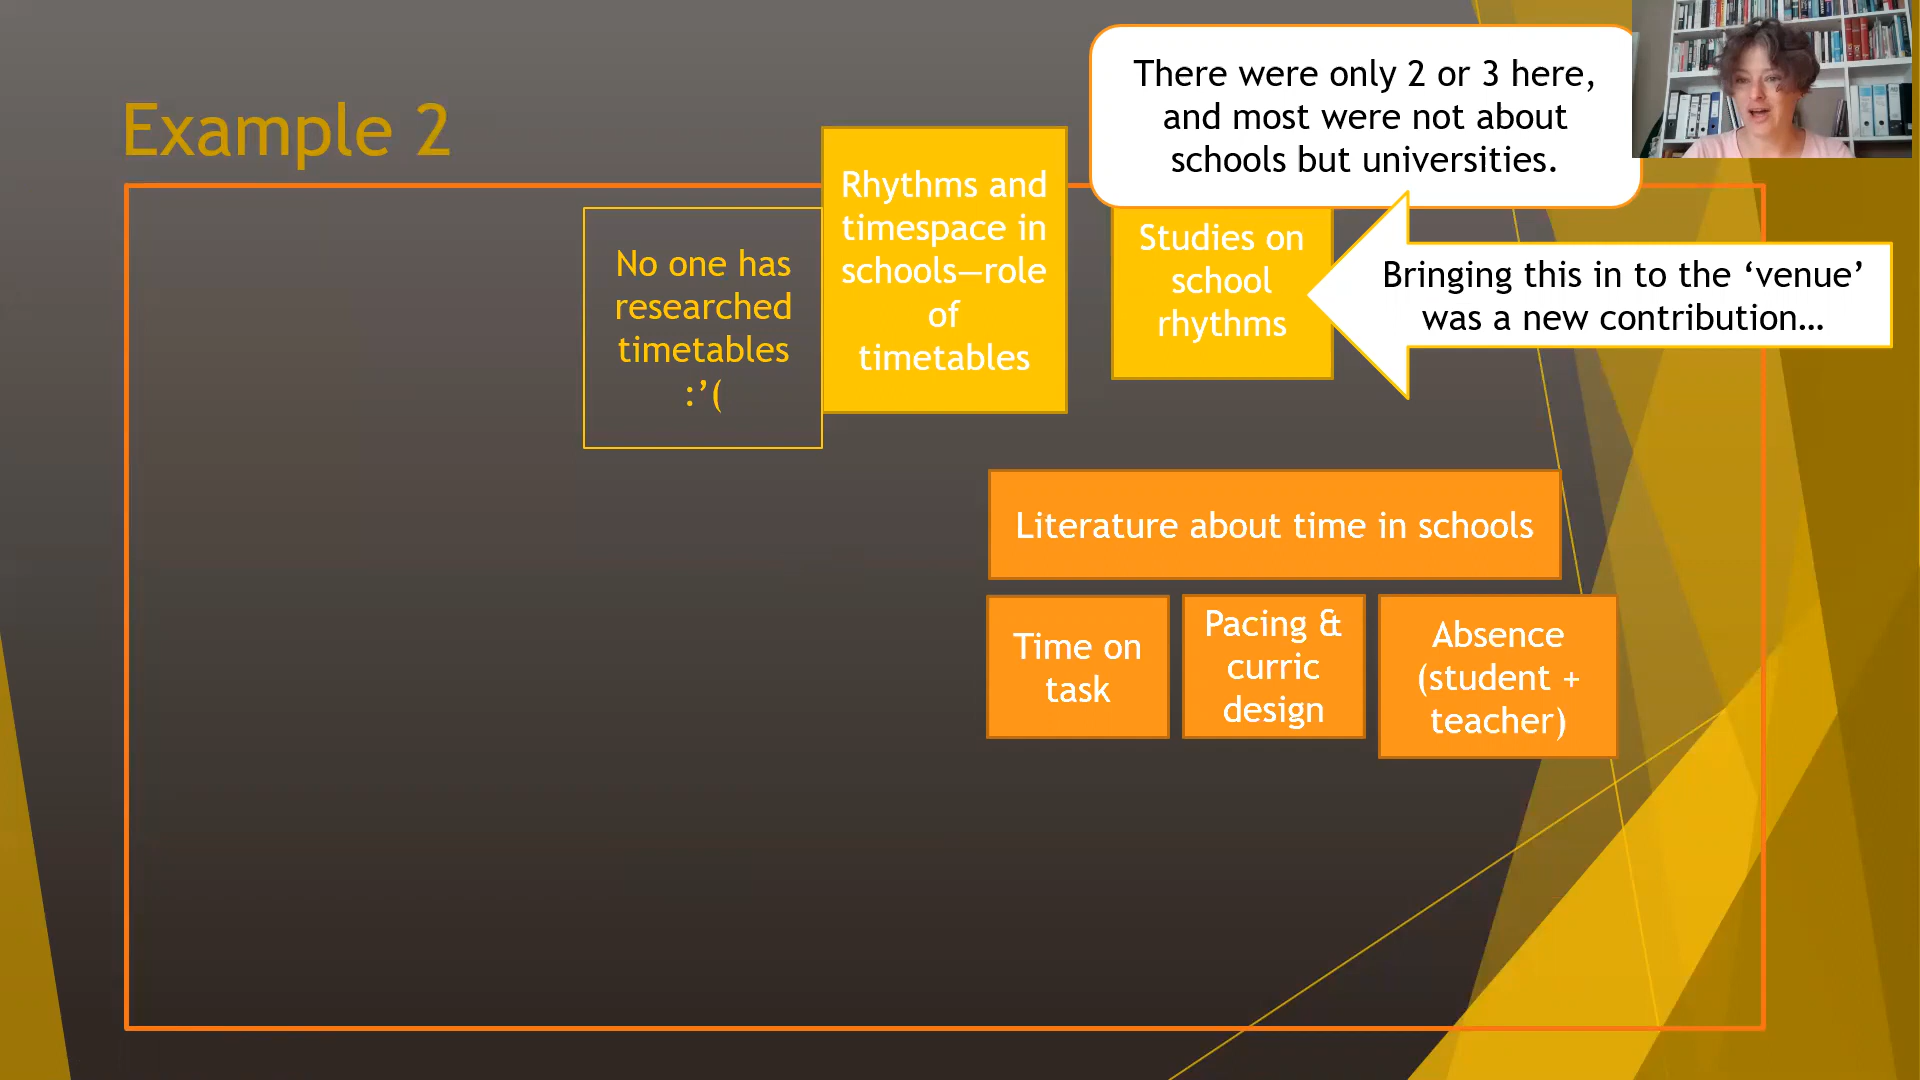 Example 2
No one has
researched
timetables
:’(
Rhythms and
timespace in
schools—role
of
timetables
There were only 2 or 3 here,
and most were not about
schools but universities.
Studies on
school
rhythms
Bringing this in to the ‘venue’
was a new contribution…
Literature about time in schools
Time on
task
Pacing &
curric
design
Absence
(student +
teacher)